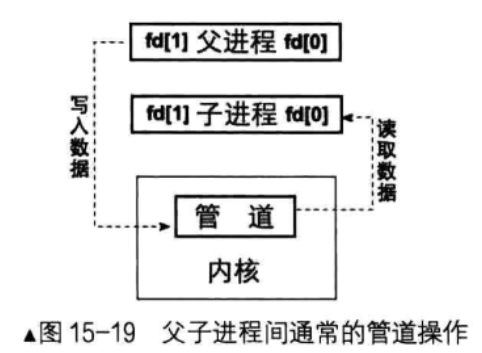 fd[1] 父进程 fd[0]
fd[1] 子进程 fd[0]
写入数据
读取数据
管 道
内核
▲图 15-19 父子进程间通常的管道操作